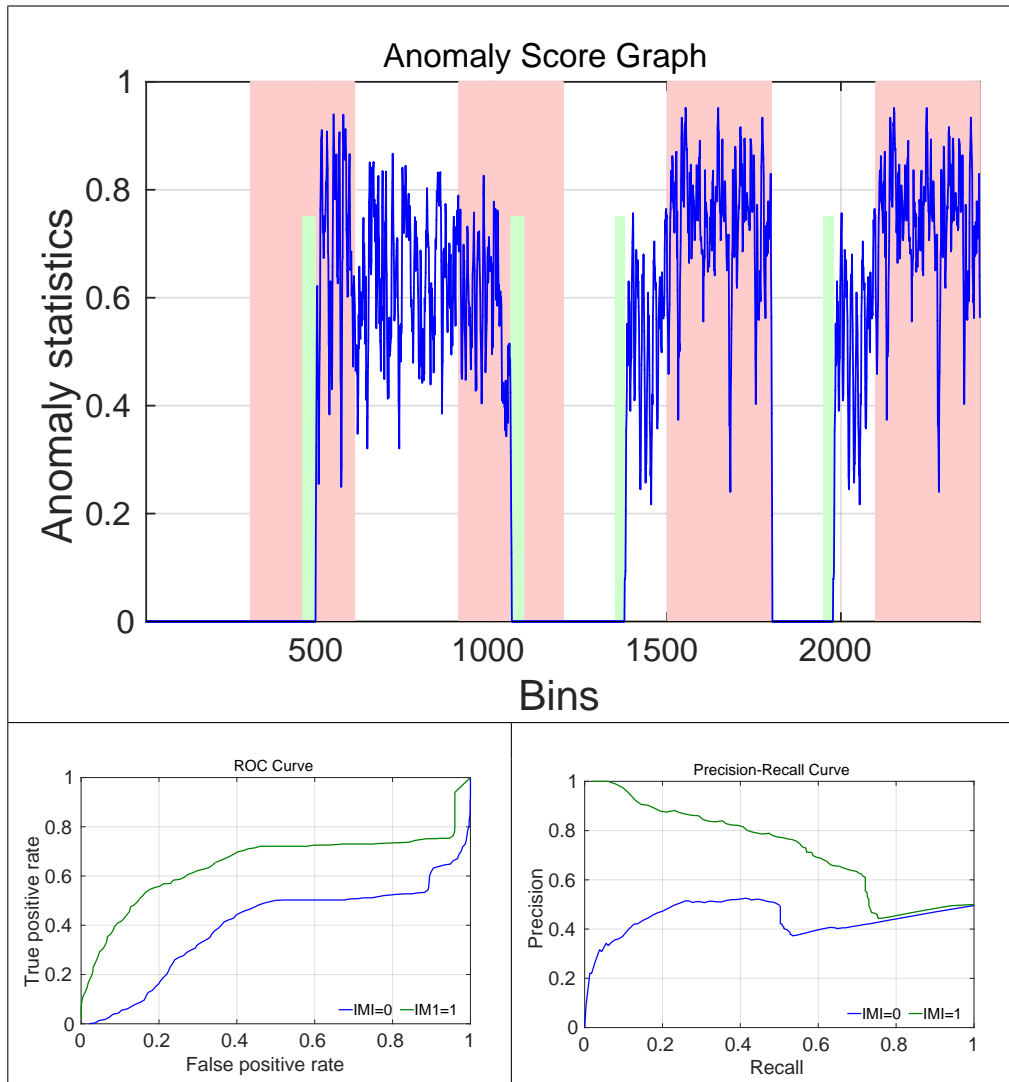 Anomaly Score Graph
Anomaly statistics
1
0.8
0.6
0.4
0.2
0
500 1000 1500 2000
Bins
ROC Curve
True positive rate
1
0.8
0.6
0.4
0.2
0
0 0.2 0.4 0.6 0.8 1
False positive rate
IMI=0 IM1=1
Precision-Recall Curve
Precision
1
0.8
0.6
0.4
0.2
0
0 0.2 0.4 0.6 0.8 1
Recall
IMI=0 IMI=1